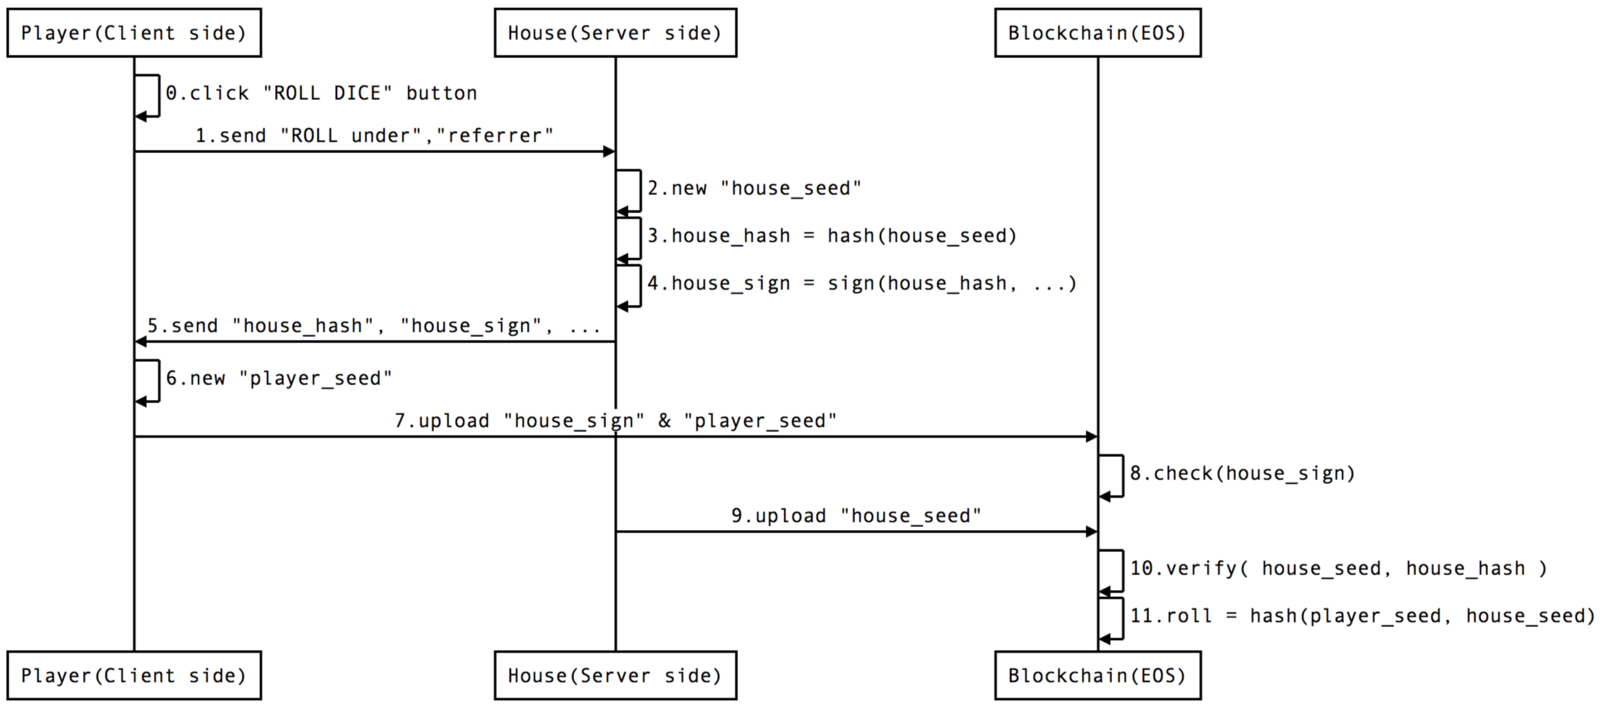 Player(Client side)
House(Server side)
Blockchain(EOS)
0.click "ROLL DICE" button
1.send "ROLL under","referrer"
2.new "house_seed"
3.house_hash = hash(house_seed)
4.house_sign = sign(house_hash, ...)
5.send "house_hash", "house_sign", ...
6.new "player_seed"
7.upload "house_sign" & "player_seed"
8.check(house_sign)
9.upload "house_seed"
10.verify( house_seed, house_hash )
11.roll = hash(player_seed, house_seed)
Player(Client side)
House(Server side)
Blockchain(EOS)